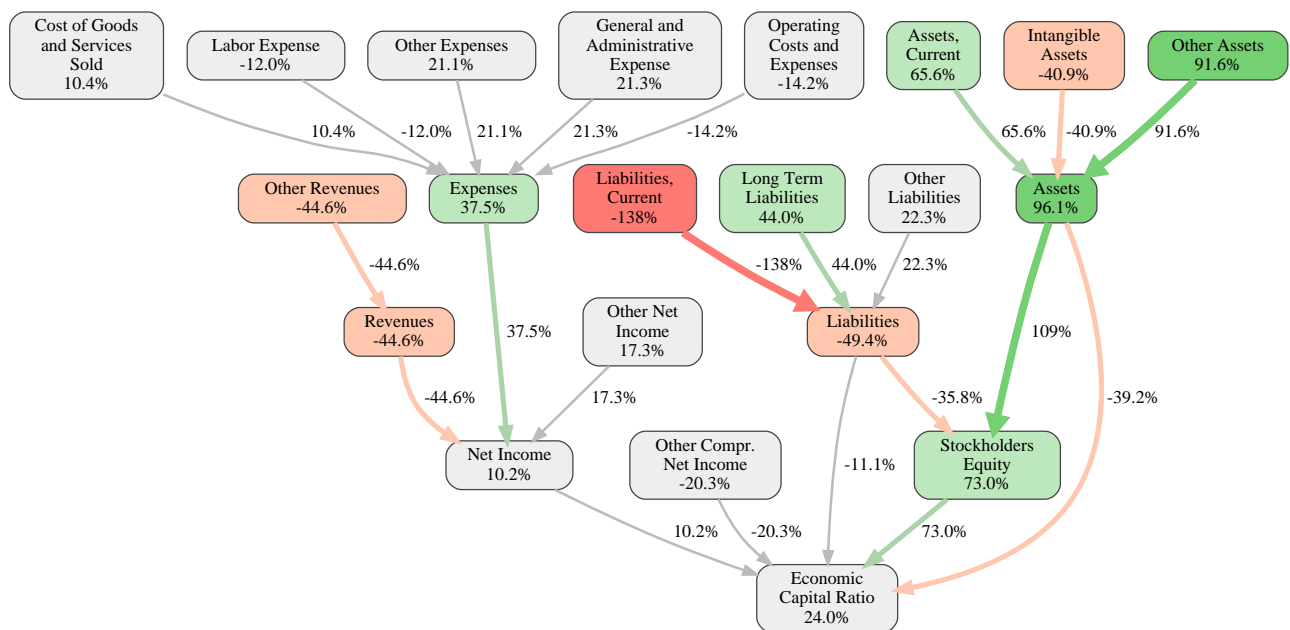 Cost of Goods
and Services
Sold
10.4%
Labor Expense
-12.0%
Other Expenses
21.1%
General and
Administrative
Expense
21.3%
Operating
Costs and
Expenses
-14.2%
Assets,
Current
65.6%
Intangible
Assets
-40.9%
Other Assets
91.6%
10.4%
-12.0%
21.1%
21.3%
-14.2%
65.6%
-40.9%
91.6%
Other Revenues
-44.6%
Expenses
37.5%
Liabilities,
Current
-138%
Long Term
Liabilities
44.0%
Other
Liabilities
22.3%
Assets
96.1%
-44.6%
-138%
44.0%
22.3%
Revenues
-44.6%
37.5%
Other Net
Income
17.3%
Liabilities
-49.4%
109%
-44.6%
17.3%
-35.8%
-39.2%
Net Income
10.2%
Other Compr.
Net Income
-20.3%
-11.1%
Stockholders
Equity
73.0%
10.2%
-20.3%
73.0%
Economic
Capital Ratio
24.0%